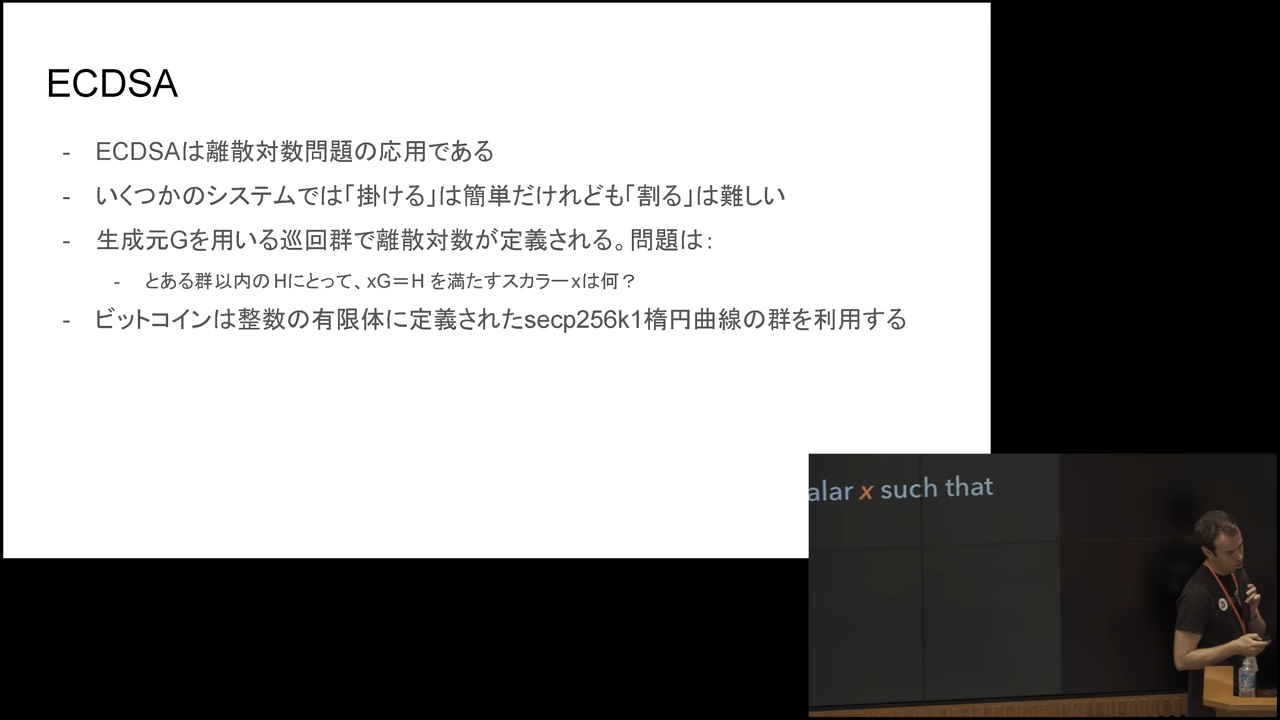 ECDSA
- ECDSAは離散対数問題の応用である
- いくつかのシステムでは「掛ける」は簡単だけれども「割る」は難しい
- 生成元Gを用いる巡回群で離散対数が定義される。問題は：
- とある群以内のHにとって、xG＝H を満たすスカラーxは何？
- ビットコインは整数の有限体に定義されたsecp256k1楕円曲線の群を利用する
alar x such that